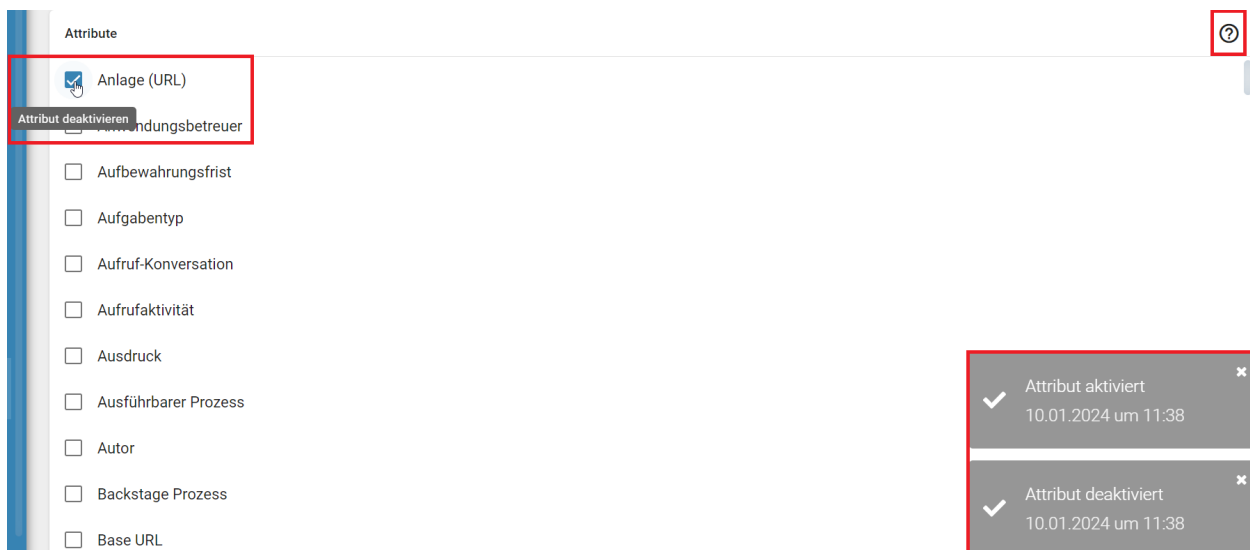 Attribute
Anlage (URL)
Attribut deaktivieren
Anwendungsbetreuer
Aufbewahrungsfrist
Aufgabentyp
Aufruf-Konversation
Aufrufaktivität
Ausdruck
Ausführbarer Prozess
Autor
Backstage Prozess
Base URL
Attribut aktiviert
10.01.2024 um 11:38
Attribut deaktiviert
10.01.2024 um 11:38